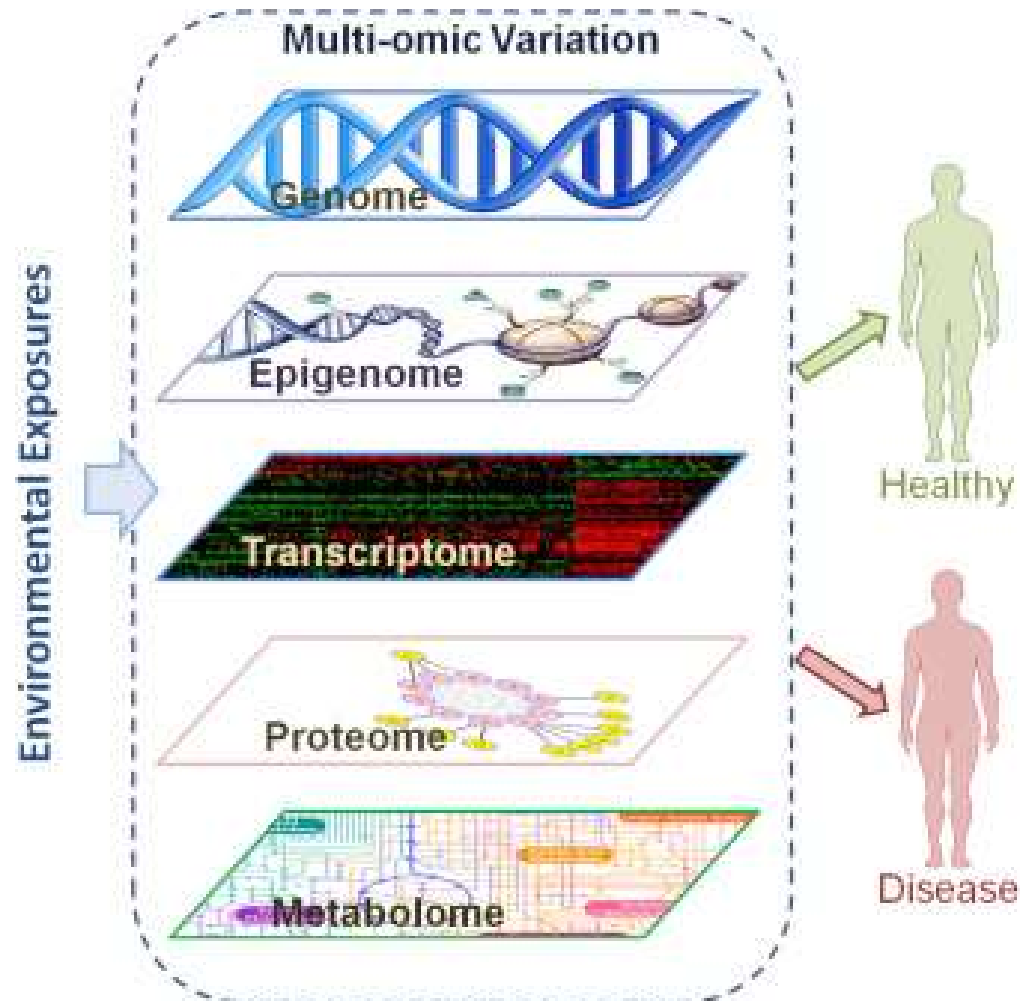 Multi-omic Variation
Genome
Epigenome
Transcriptome
Proteome
Metabolome
Environmental Exposures
Healthy
Disease